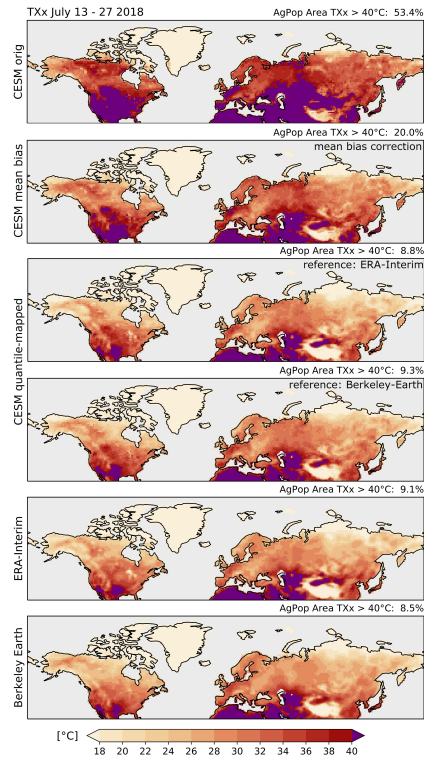 TXx July 13 - 27 2018
AgPop Area TXx > 40°C: 53.4%
CESM orig
AgPop Area TXx > 40°C: 20.0%
mean bias correction
CESM mean bias
AgPop Area TXx > 40°C: 8.8%
reference: ERA-Interim
CESM quantile-mapped
AgPop Area TXx > 40°C: 9.3%
reference: Berkeley-Earth
AgPop Area TXx > 40°C: 9.1%
ERA-Interim
AgPop Area TXx > 40°C: 8.5%
Berkeley Earth
[°C]
18 20 22 24 26 28 30 32 34 36 38 40